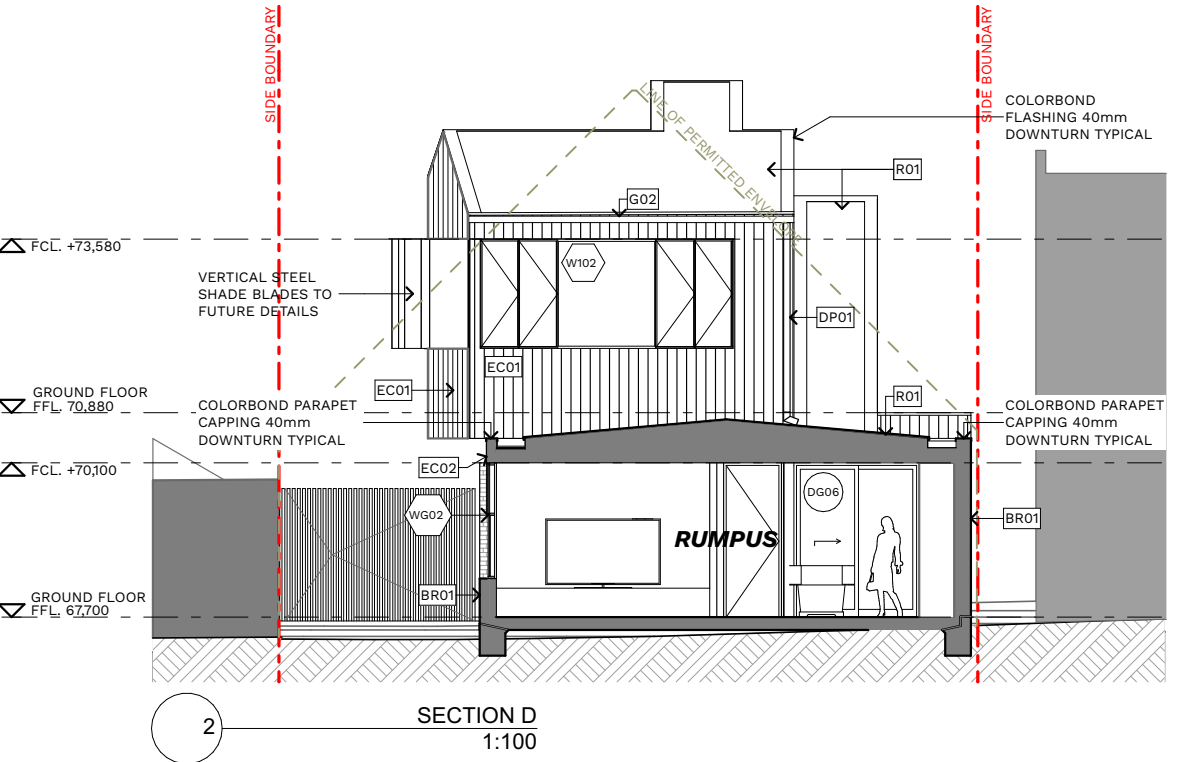 SIDE BOUNDARY
SIDE BOUNDARY
COLORBOND
FLASHING 40mm
DOWNTURN TYPICAL
LINE OF PERMITTED ENVELOPE
R01
G02
FCL. +73,580
W102
VERTICAL STEEL
SHADE BLADES TO
FUTURE DETAILS
DP01
EC01
EC01
GROUND FLOOR
FFL. 70,880
COLORBOND PARAPET
CAPPING 40mm
DOWNTURN TYPICAL
R01
COLORBOND PARAPET
CAPPING 40mm
DOWNTURN TYPICAL
FCL. +70,100
EC02
DG06
WG02
BR01
RUMPUS
BR01
GROUND FLOOR
FFL. 67,700
2
SECTION D
1:100